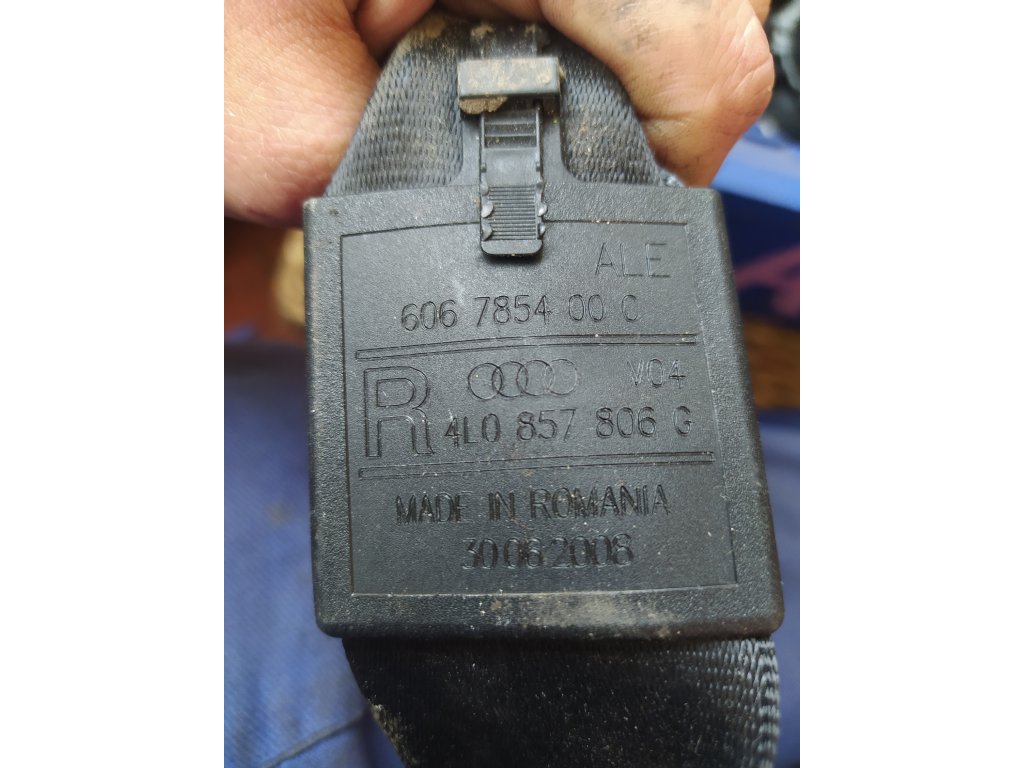 ALE
606 7854 00 C
V04
R 4L0 857 806 G
MADE IN ROMANIA
30062008